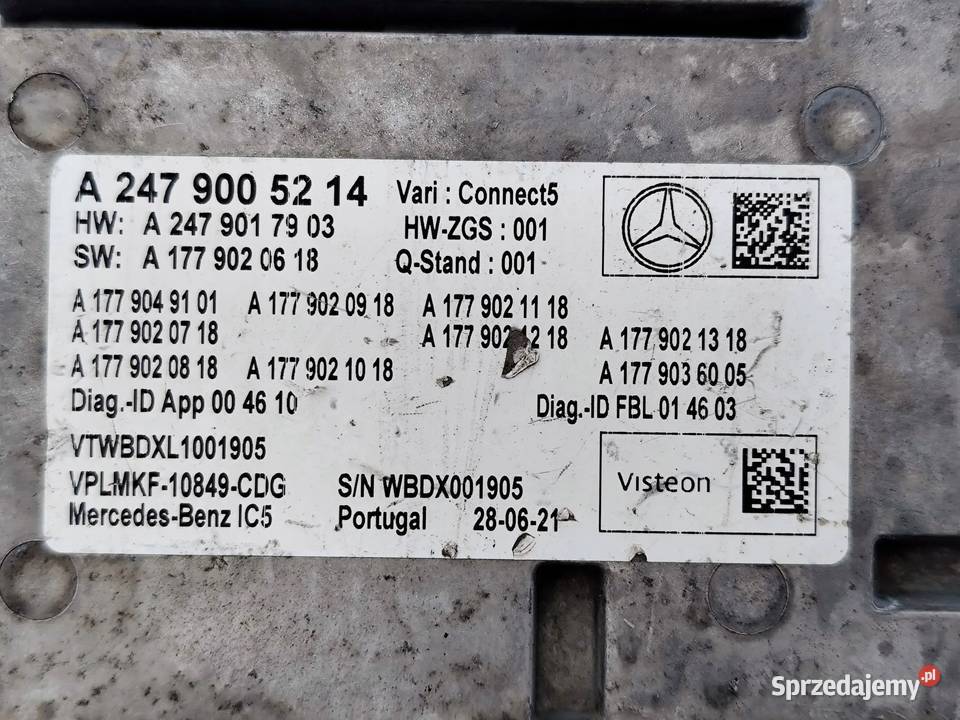 A 247 900 52 14 Vari : Connect5
HW: A 247 901 79 03 HW-ZGS : 001
SW: A 177 902 06 18 Q-Stand : 001
A 177 904 91 01 A 177 902 09 18 A 177 902 11 18
A 177 902 07 18 A 177 902 12 18 A 177 902 13 18
A 177 902 08 18 A 177 902 10 18 A 177 903 60 05
Diag.-ID App 00 46 10 Diag.-ID FBL 01 46 03
VTWBDXL1001905
VPLMKF-10849-CDG S/N WBDX001905 Visteon
Mercedes-Benz IC5 Portugal 28-06-21
Sprzedajemy.pl